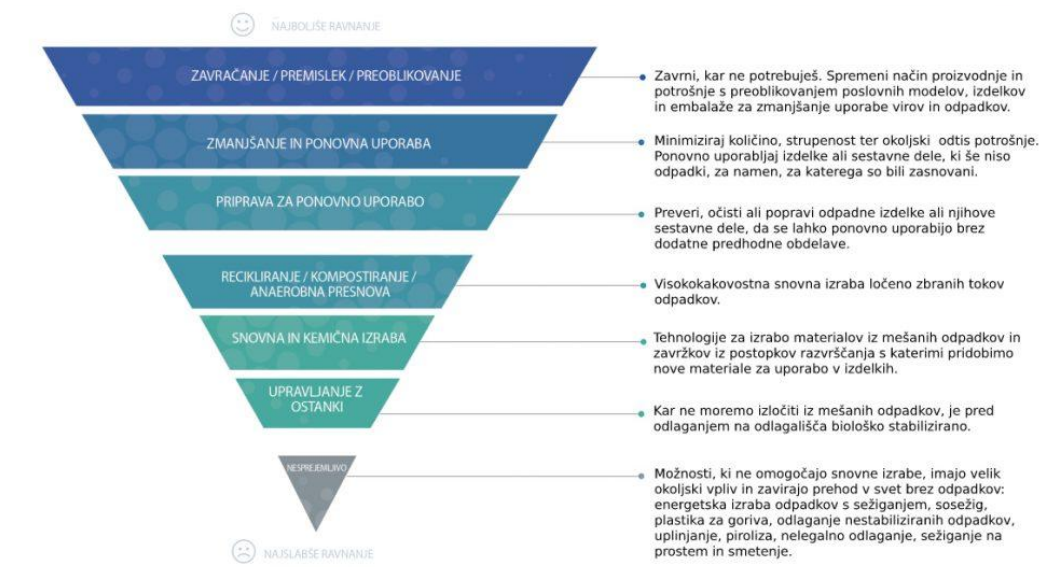 NAJBOLJŠE RAVNANJE
ZAVRAČANJE / PREMISLEK / PREOBLIKOVANJE
Zavrni, kar ne potrebuješ. Spremeni način proizvodnje in
potrošnje s preoblikovanjem poslovnih modelov, izdelkov
in embalaže za zmanjšanje uporabe virov in odpadkov.
ZMANJŠANJE IN PONOVNA UPORABA
Minimiziraj količino, strupenost ter okoljski odtis potrošnje.
Ponovno uporabljaj izdelke ali sestavne dele, ki še niso
odpadki, za namen, za katerega so bili zasnovani.
PRIPRAVA ZA PONOVNO UPORABO
Preveri, očisti ali popravi odpadne izdelke ali njihove
sestavne dele, da se lahko ponovno uporabijo brez
dodatne predhodne obdelave.
RECIKLIRANJE / KOMPOSTIRANJE /
ANAEROBNA PRESNOVA
Visokokakovostna snovna izraba ločeno zbranih tokov
odpadkov.
SNOVNA IN KEMIČNA IZRABA
Tehnologije za izrabo materialov iz mešanih odpadkov in
zavržkov iz postopkov razvrščanja s katerimi pridobimo
nove materiale za uporabo v izdelkih.
UPRAVLJANJE Z
OSTANKI
Kar ne moremo izločiti iz mešanih odpadkov, je pred
odlaganjem na odlagališča biološko stabilizirano.
NESPREJEMLJIVO
Možnosti, ki ne omogočajo snovne izrabe, imajo velik
okoljski vpliv in zavirajo prehod v svet brez odpadkov:
energetska izraba odpadkov s sežiganjem, sosežig,
plastika za goriva, odlaganje nestabiliziranih odpadkov,
uplinjanje, piroliza, nelegalno odlaganje, sežiganje na
prostem in smetenje.
NAJSLABŠE RAVNANJE